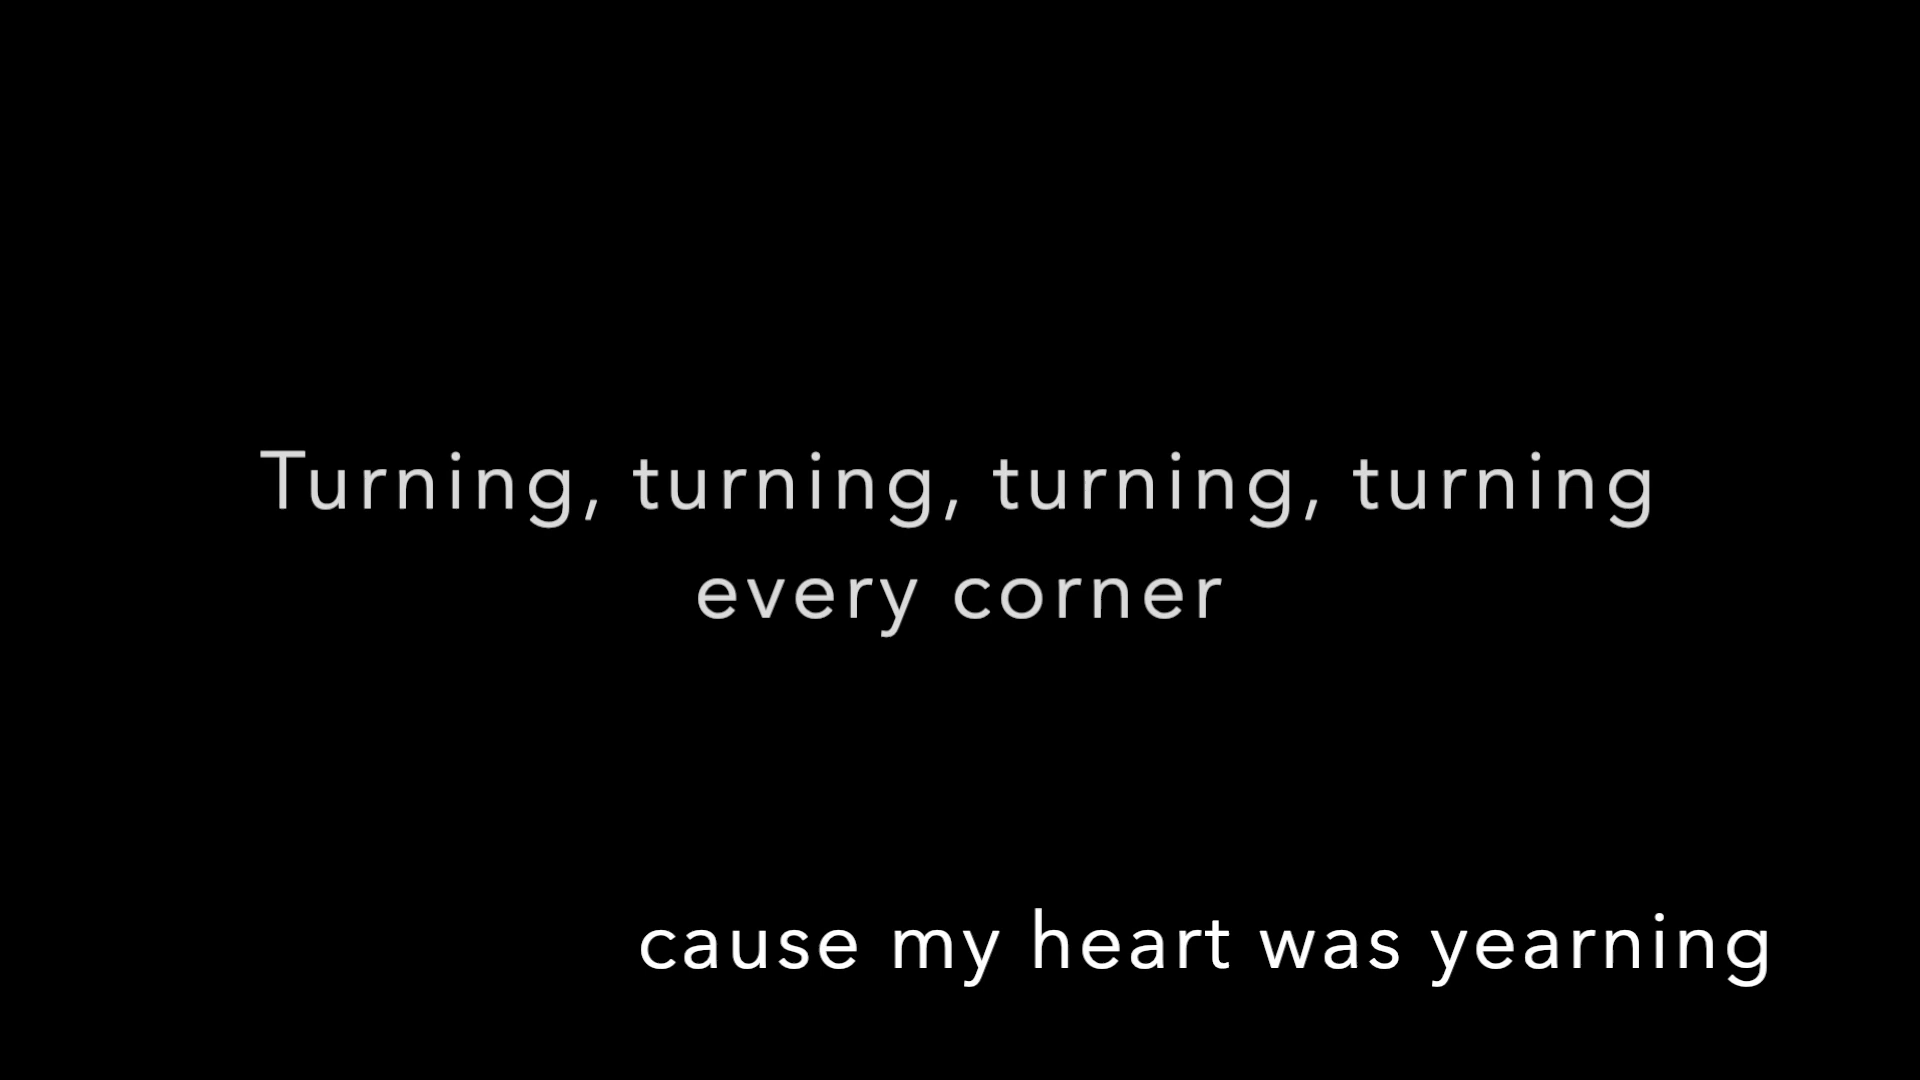 Turning, turning, turning, turning
every corner
cause my heart was yearning